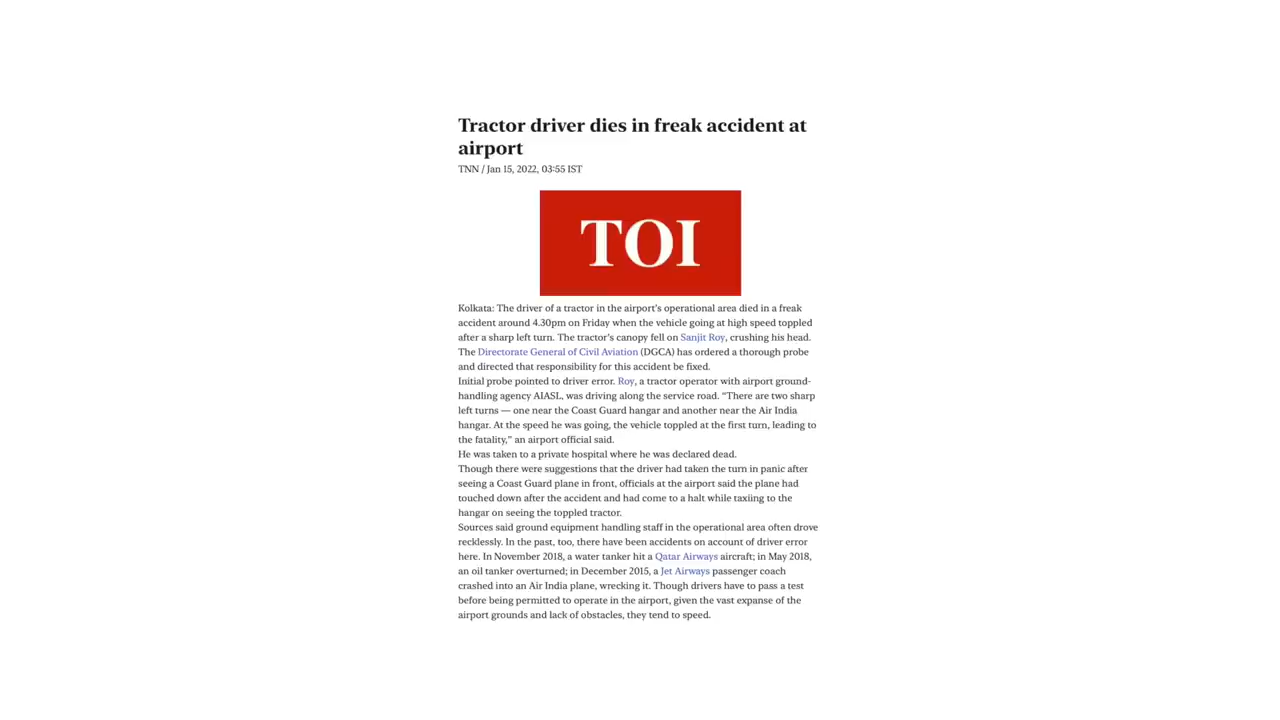 Tractor driver dies in freak accident at
airport
TNN / Jan 15, 2022, 03:55 IST
TOI
Kolkata: The driver of a tractor in the airport's operational area died in a freak
accident around 4.30pm on Friday when the vehicle going at high speed toppled
after a sharp left turn. The tractor's canopy fell on Sanjit Roy, crushing his head.
The Directorate General of Civil Aviation (DGCA) has ordered a thorough probe
and directed that responsibility for this accident be fixed.
Initial probe pointed to driver error. Roy, a tractor operator with airport ground-
handling agency AIASL, was driving along the service road. “There are two sharp
left turns — one near the Coast Guard hangar and another near the Air India
hangar. At the speed he was going, the vehicle toppled at the first turn, leading to
the fatality,” an airport official said.
He was taken to a private hospital where he was declared dead.
Though there were suggestions that the driver had taken the turn in panic after
seeing a Coast Guard plane in front, officials at the airport said the plane had
touched down after the accident and had come to a halt while taxiing to the
hangar on seeing the toppled tractor.
Sources said ground equipment handling staff in the operational area often drove
recklessly. In the past, too, there have been accidents on account of driver error
here. In November 2018, a water tanker hit a Qatar Airways aircraft; in May 2018,
an oil tanker overturned; in December 2015, a Jet Airways passenger coach
crashed into an Air India plane, wrecking it. Though drivers have to pass a test
before being permitted to operate in the airport, given the vast expanse of the
airport grounds and lack of obstacles, they tend to speed.